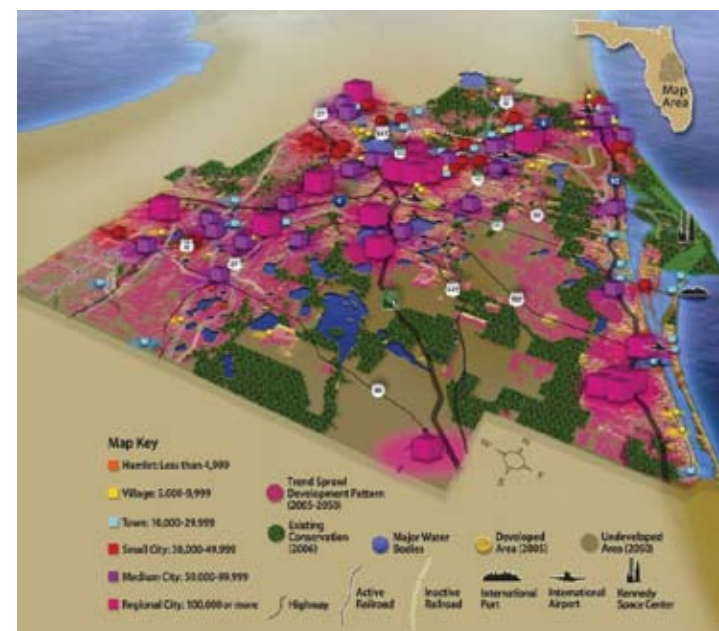 Map
Area
Map Key
Hamlet: Less than 4,999
Village: 5,000-9,999
Town: 10,000-29,999
Small City: 30,000-49,999
Medium City: 50,000-99,999
Regional City: 100,000 or more
Trend Sprawl
Development Pattern
(2005-2050)
Existing
Conservation
(2006)
Major Water
Bodies
Developed
Area (2005)
Undeveloped
Area (2050)
Highway
Active
Railroad
Inactive
Railroad
International
Port
International
Airport
Kennedy
Space Center